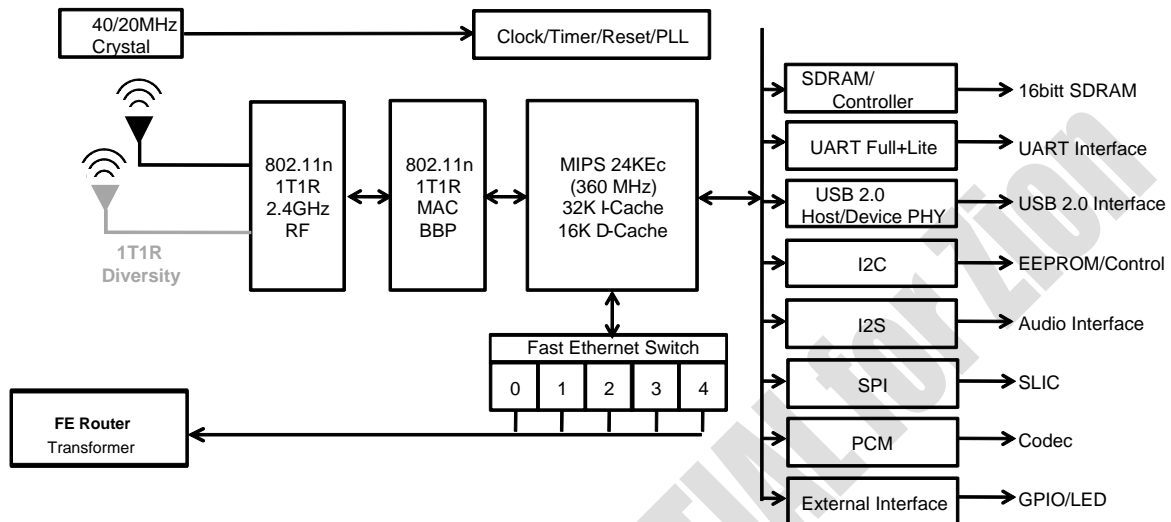 40/20MHz
Crystal
Clock/Timer/Reset/PLL
1T1R
Diversity
802.11n
1T1R
2.4GHz
RF
802.11n
1T1R
MAC
BBP
MIPS 24KEc
(360 MHz)
32K I-Cache
16K D-Cache
Fast Ethernet Switch
0 1 2 3 4
FE Router
Transformer
SDRAM/
Controller
16bitt SDRAM
UART Full+Lite
UART Interface
USB 2.0
Host/Device PHY
USB 2.0 Interface
I2C
EEPROM/Control
I2S
Audio Interface
SPI
SLIC
PCM
Codec
External Interface
GPIO/LED
TIAL for Zion